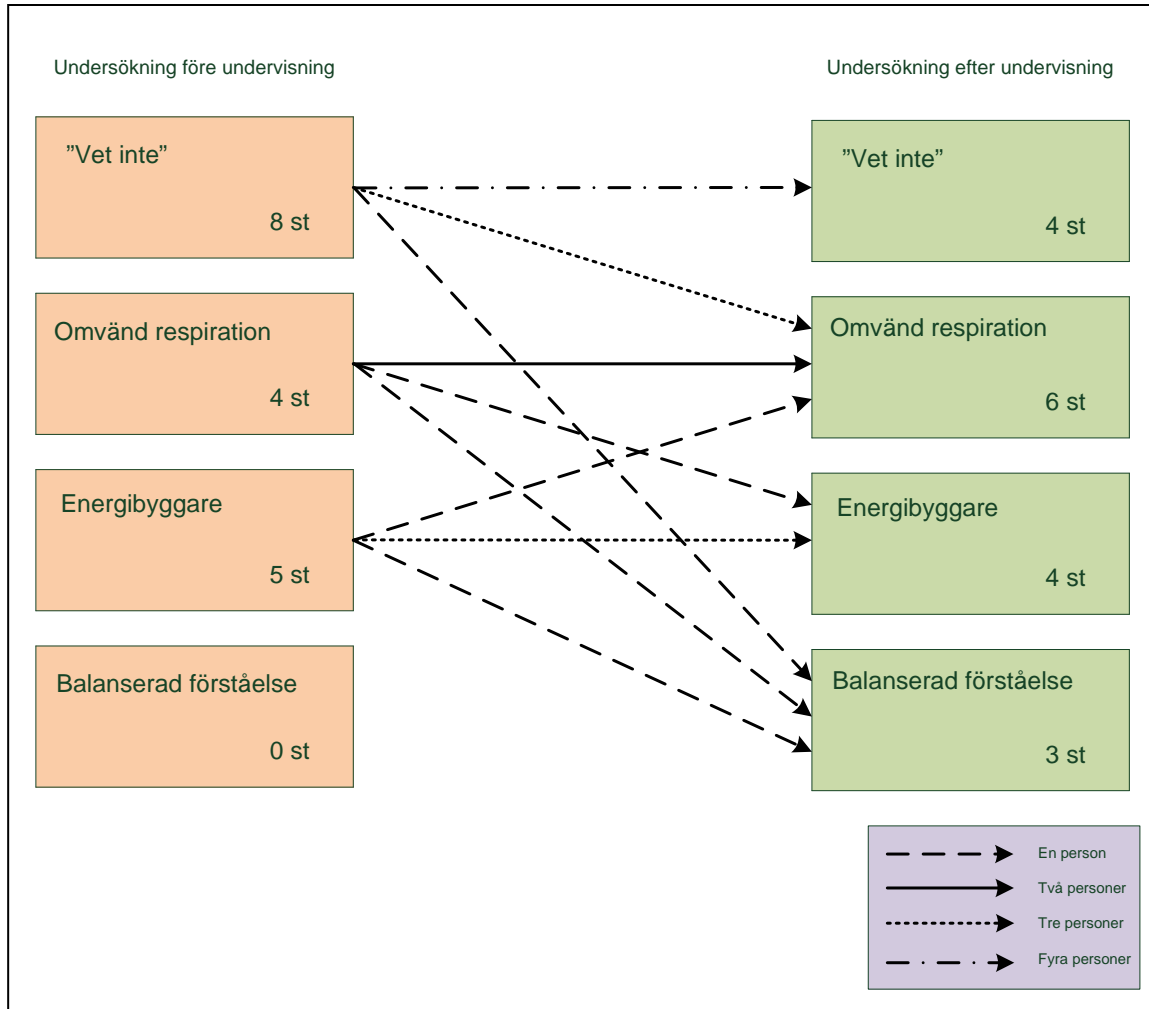 Undersökning före undervisning
Undersökning efter undervisning
”Vet inte”
8 st
”Vet inte”
4 st
Omvänd respiration
4 st
Omvänd respiration
6 st
Energibyggare
5 st
Energibyggare
4 st
Balanserad förståelse
0 st
Balanserad förståelse
3 st
En person
Två personer
Tre personer
Fyra personer